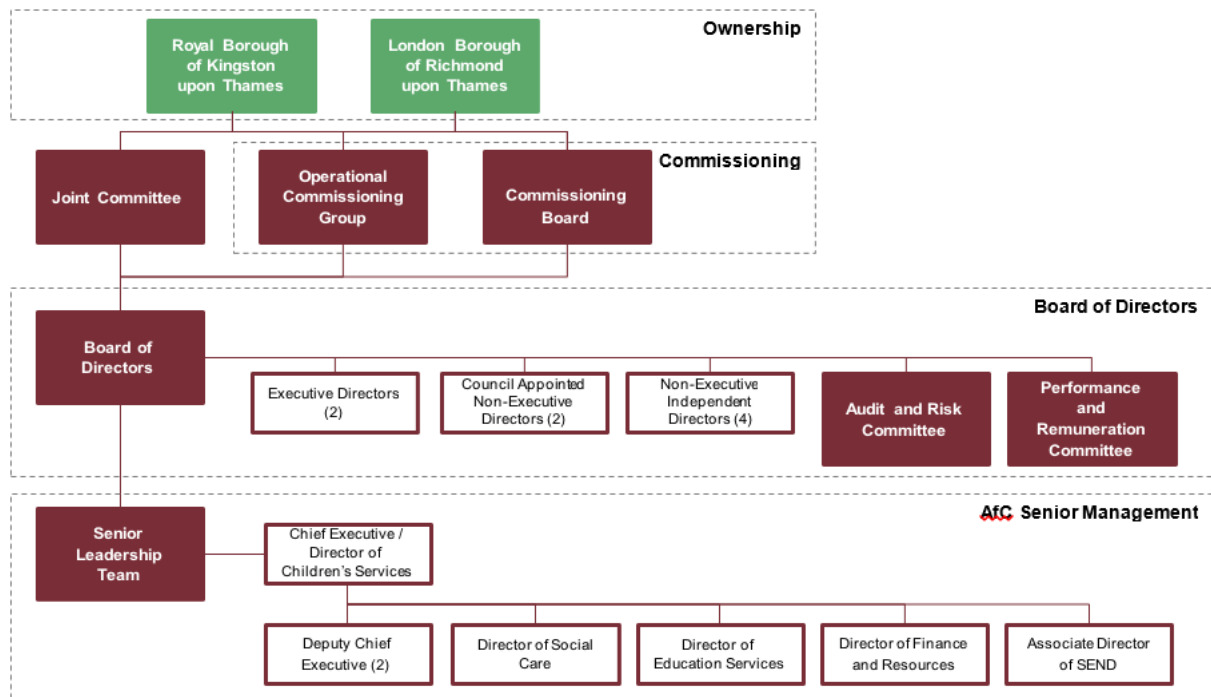 Ownership
Royal Borough
of Kingston
upon Thames
London Borough
of Richmond
upon Thames
Commissioning
Joint Committee
Operational
Commissioning
Group
Commissioning
Board
Board of Directors
Board of
Directors
Executive Directors
(2)
Council Appointed
Non-Executive
Directors (2)
Non-Executive
Independent
Directors (4)
Audit and Risk
Committee
Performance
and
Remuneration
Committee
AfC Senior Management
Senior
Leadership
Team
Chief Executive /
Director of
Children's Services
Deputy Chief
Executive (2)
Director of Social
Care
Director of
Education Services
Director of Finance
and Resources
Associate Director
of SEND